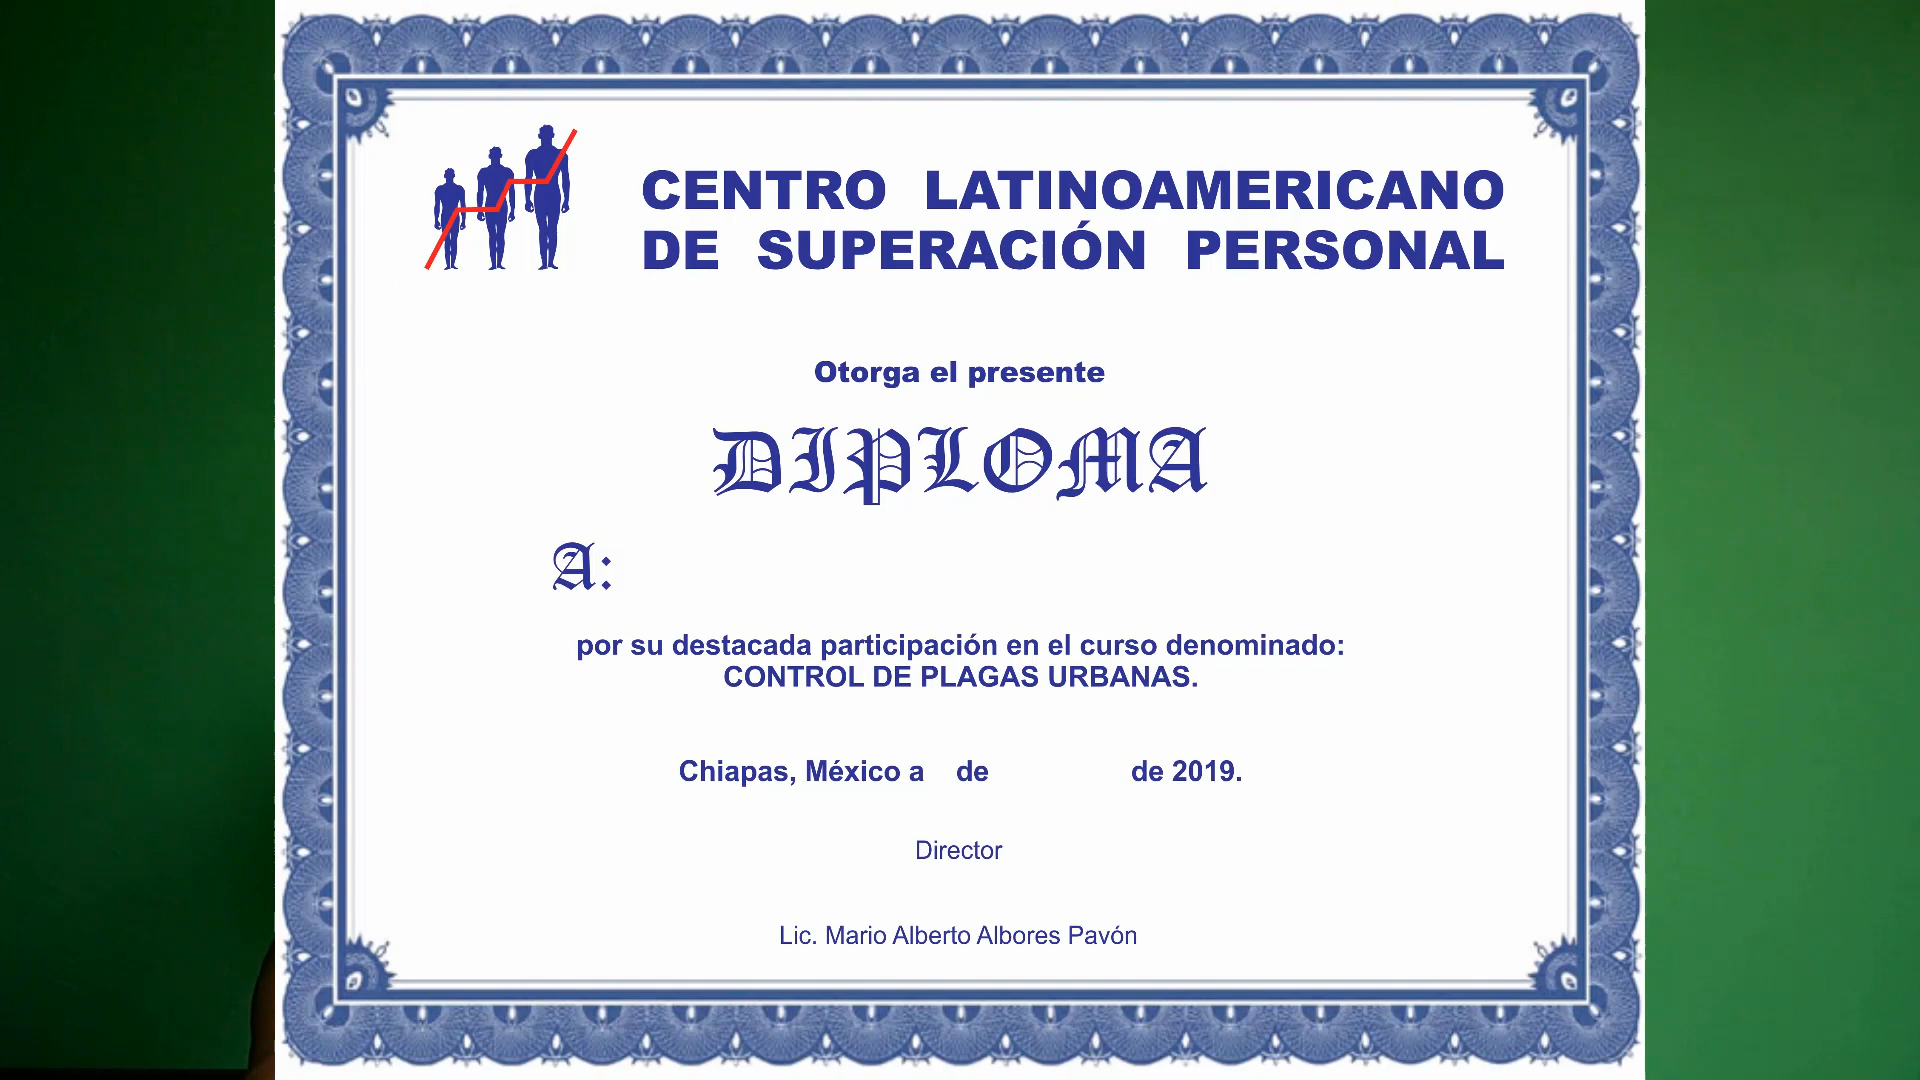 CENTRO LATINOAMERICANO
DE SUPERACIÓN PERSONAL
Otorga el presente
DIPLOMA
A:
por su destacada participación en el curso denominado:
CONTROL DE PLAGAS URBANAS.
Chiapas, México a de de 2019.
Director
Lic. Mario Alberto Albores Pavón